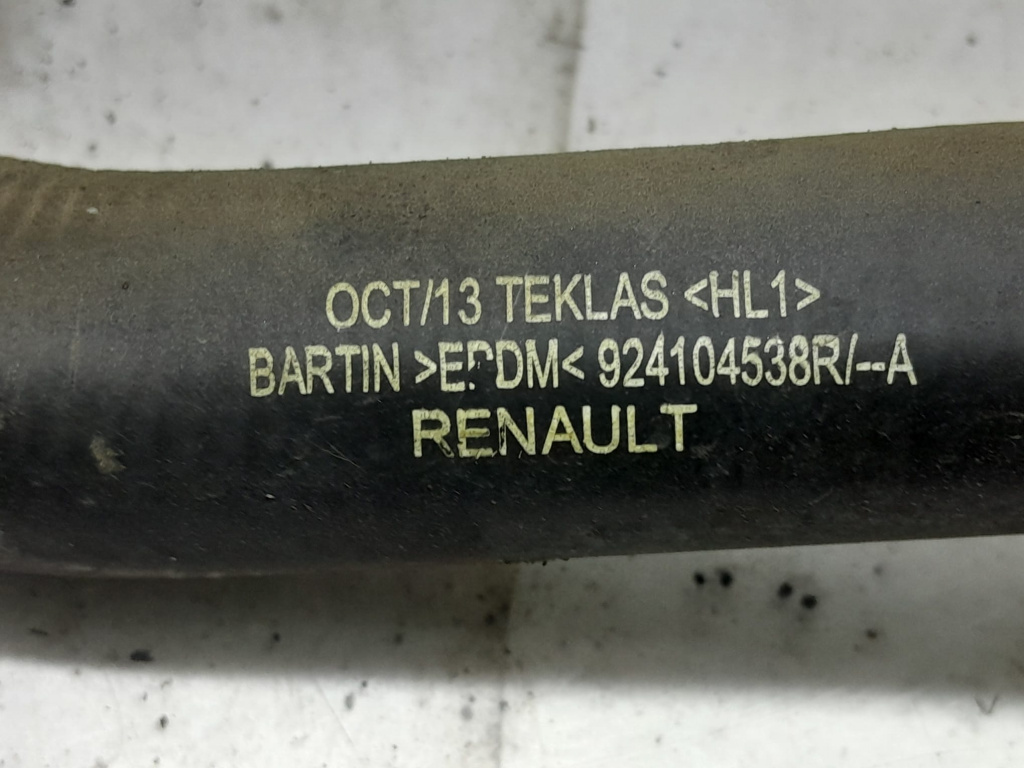 OCT/13 TEKLAS <HL1>
BARTIN >EPDM< 924104538R/--A
RENAULT